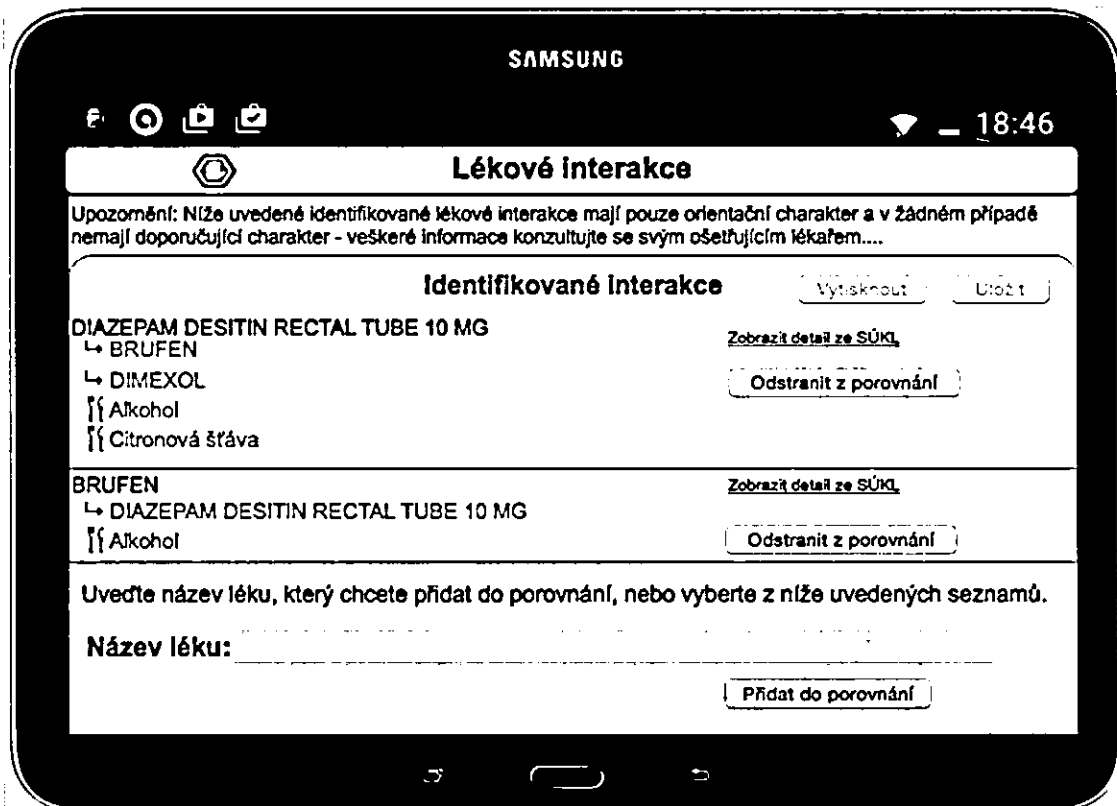 SAMSUNG
18:46
Lékové interakce
Upozornění: Níže uvedené identifikované lékové interakce mají pouze orientační charakter a v žádném případě
nemají doporučující charakter - veškeré informace konzultujte se svým ošetřujícím lékařem....
Identifikované interakce
Vytisknout
Uložit
DIAZEPAM DESITIN RECTAL TUBE 10 MG
Zobrazit detail ze SÚKL
↳ BRUFEN
↳ DIMEXOL
Odstranit z porovnání
Alkohol
Citronová šťáva
BRUFEN
Zobrazit detail ze SÚKL
↳ DIAZEPAM DESITIN RECTAL TUBE 10 MG
Alkohol
Odstranit z porovnání
Uveďte název léku, který chcete přidat do porovnání, nebo vyberte z níže uvedených seznamů.
Název léku:
Přidat do porovnání